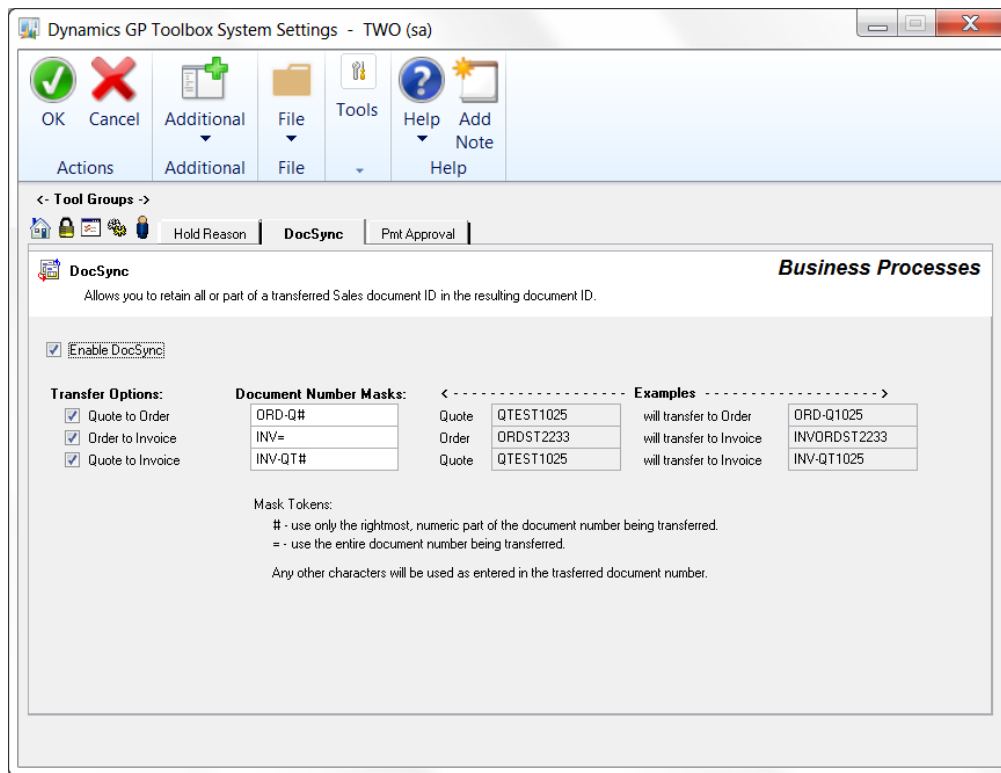 Dynamics GP Toolbox System Settings - TWO (sa)
OK Cancel Additional File Tools Help Add Note
Actions Additional File Help
<- Tool Groups ->
Hold Reason DocSync Pmt Approval
DocSync Business Processes
Allows you to retain all or part of a transferred Sales document ID in the resulting document ID.
Enable DocSync
Transfer Options: Document Number Masks: <- - - - - - - - - - - - - - - - - - - Examples - - - - - - - - - - - - - - - - - - ->
Quote to Order ORD-Q# Quote QTEST1025 will transfer to Order ORD-Q1025
Order to Invoice INV= Order ORDST2233 will transfer to Invoice INVORDST2233
Quote to Invoice INV-QT# Quote QTEST1025 will transfer to Invoice INV-QT1025
Mask Tokens:
# - use only the rightmost, numeric part of the document number being transferred.
= - use the entire document number being transferred.
Any other characters will be used as entered in the trasferred document number.